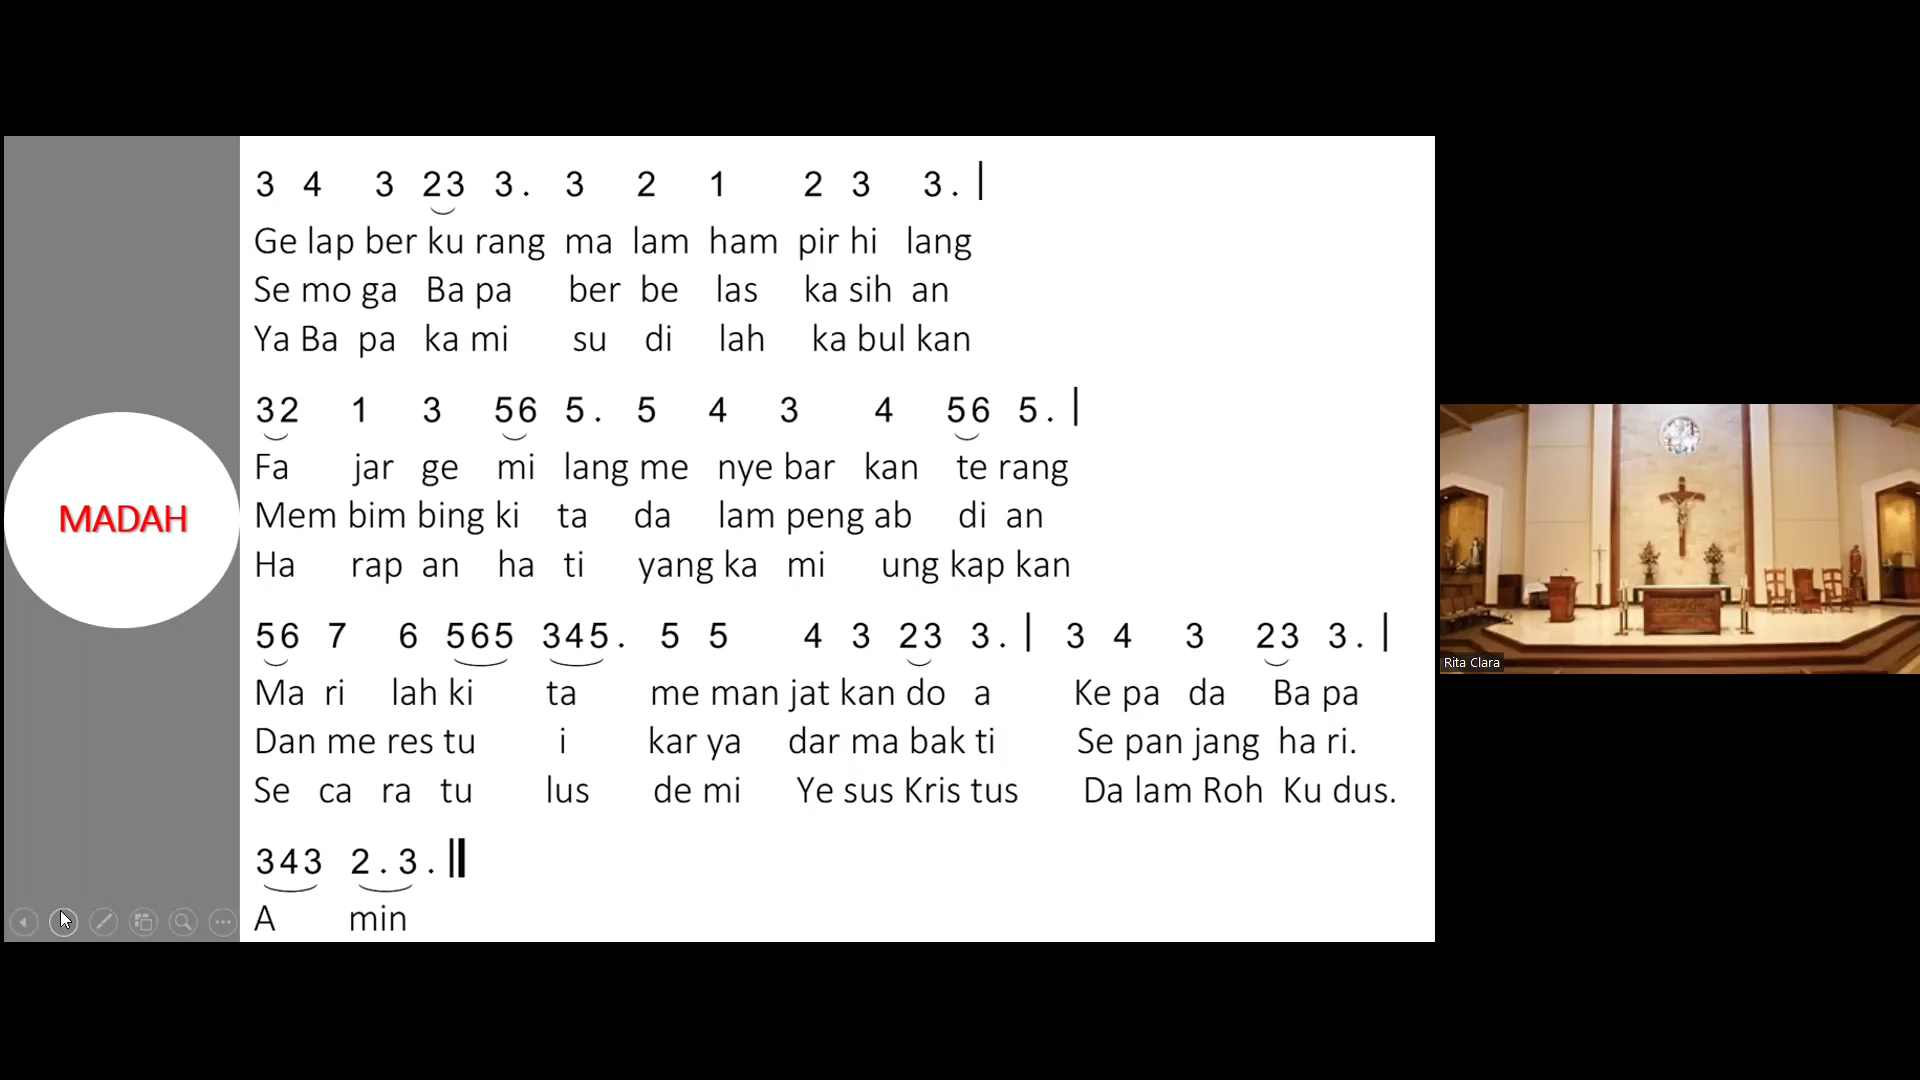 MADAH
3 4 3 23 3. 3 2 1 2 3 3. |
Ge lap ber ku rang ma lam ham pir hi lang
Se mo ga Ba pa ber be las ka sih an
Ya Ba pa ka mi su di lah ka bul kan
32 1 3 56 5. 5 4 3 4 56 5. |
Fa jar ge mi lang me nye bar kan te rang
Mem bim bing ki ta da lam peng ab di an
Ha rap an ha ti yang ka mi ung kap kan
56 7 6 565 345. 5 5 4 3 23 3. | 3 4 3 23 3. |
Ma ri lah ki ta me man jat kan do a Ke pa da Ba pa
Dan me res tu i kar ya dar ma bak ti Se pan jang ha ri.
Se ca ra tu lus de mi Ye sus Kris tus Da lam Roh Ku dus.
343 2.3. ||
A min
Rita Clara